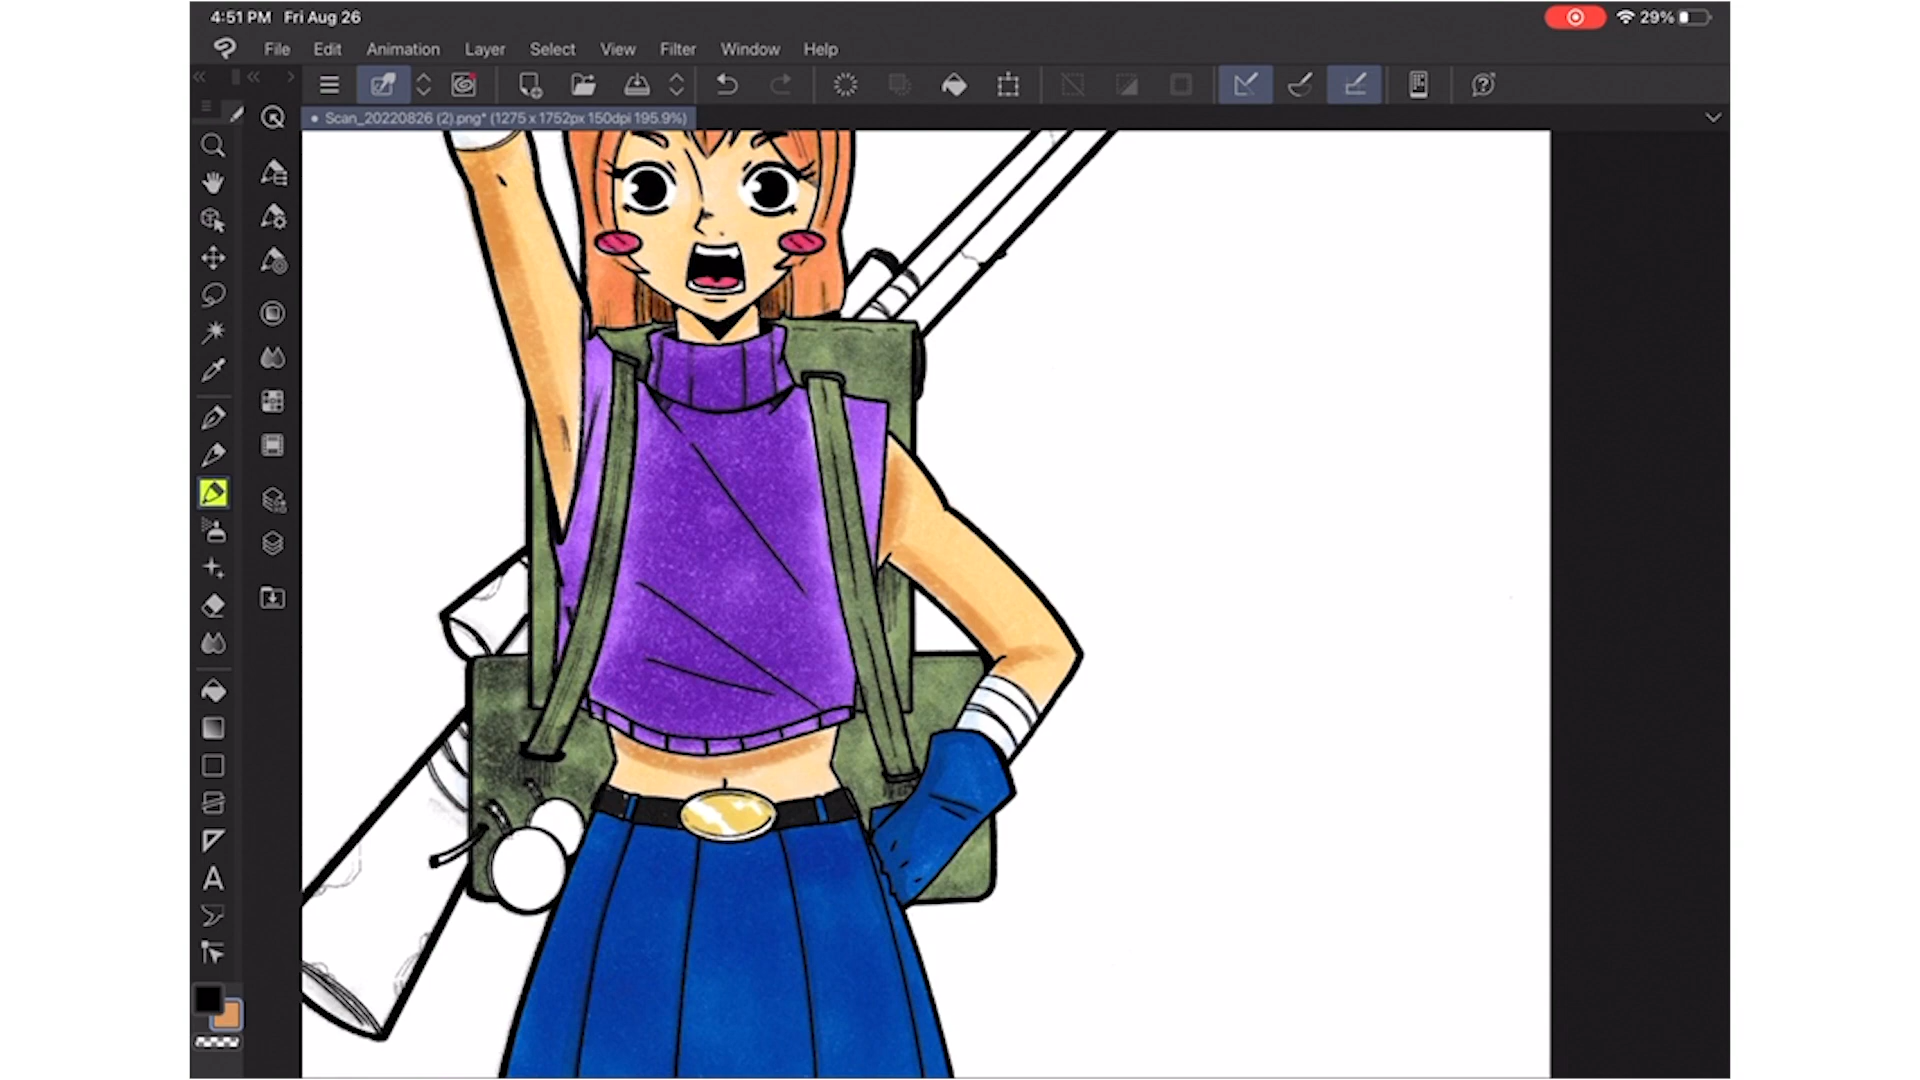 4:51 PM Fri Aug 26
29%
File Edit Animation Layer Select View Filter Window Help
Scan_20220826 (2).png* (1275 x 1752px 150dpi 195.9%)
A